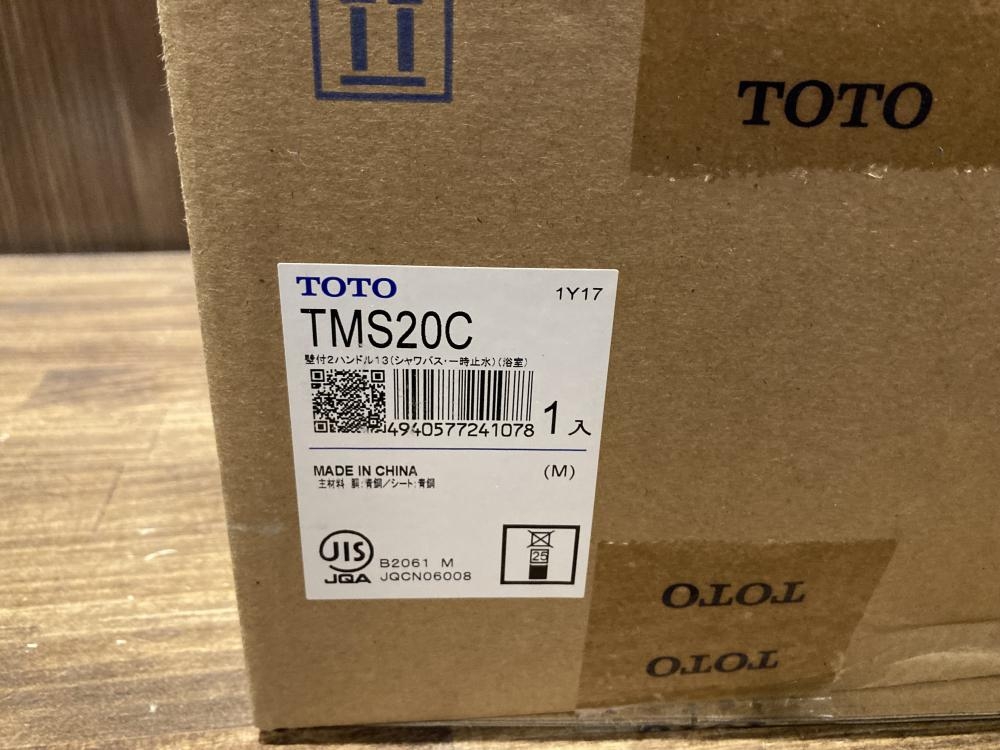 TOTO
TOTO
1Y17
TMS20C
壁付2ハンドル13(シャワバス・一時止水)(浴室)
4940577241078
1入
MADE IN CHINA
(M)
主材料 胴:青銅/シート:青銅
JIS
JQA
B2061 M
JQCN06008
25
TOTO
TOTO